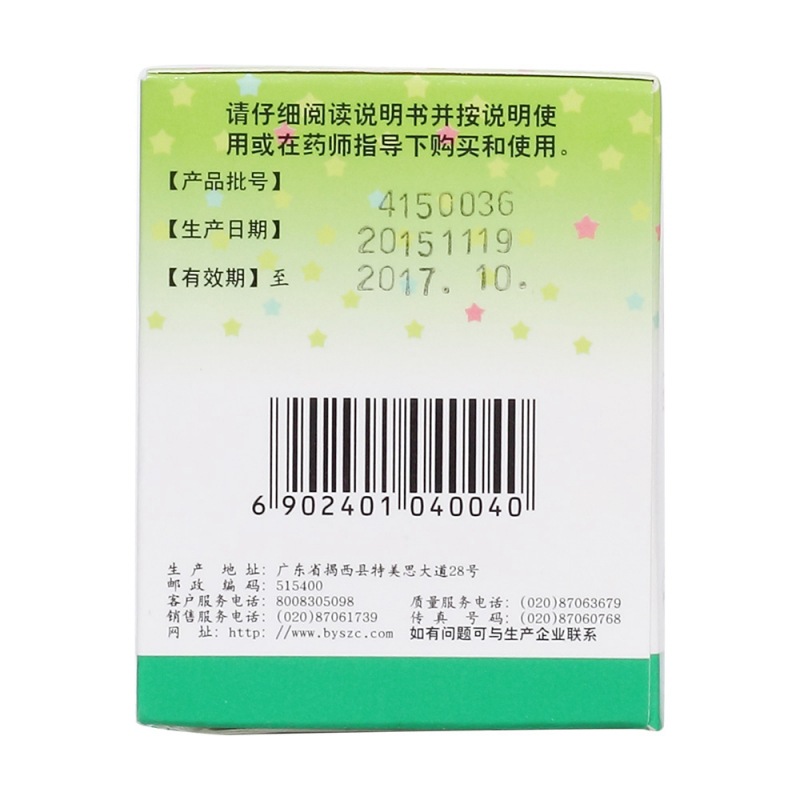 请仔细阅读说明书并按说明使
用或在药师指导下购买和使用。
【产品批号】 4150036
【生产日期】 20151119
【有效期】至 2017. 10.
6 902401 040040
生产地址：广东省揭西县特美思大道28号
邮政编码：515400
客户服务电话：8008305098 质量服务电话：(020)87063679
销售服务电话：(020)87061739 传真号码：(020)87060768
网址：http://www.byszc.com 如有问题可与生产企业联系